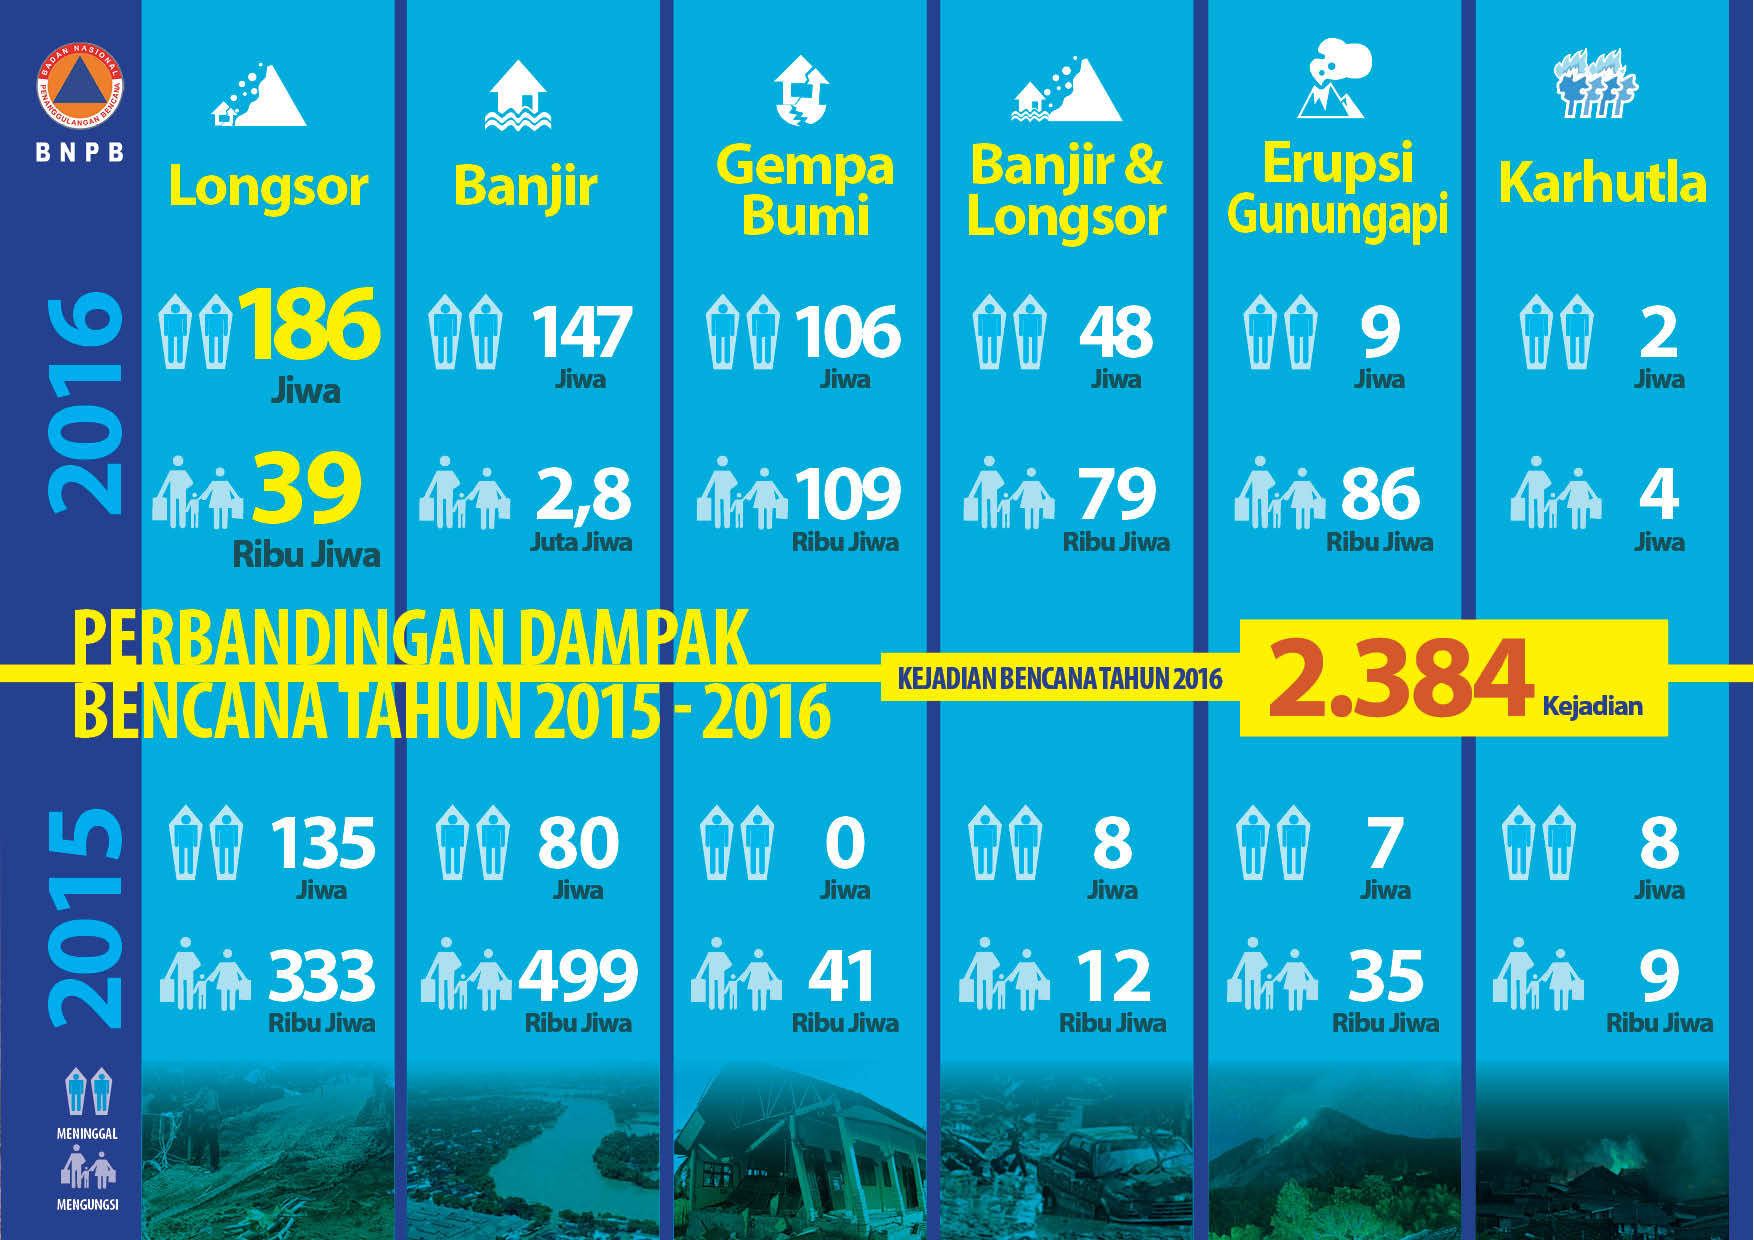 BADAN NASIONAL
PENANGGULANGAN BENCANA
BNPB
Longsor
Banjir
Gempa
Bumi
Banjir &
Longsor
Erupsi
Gunungapi
Karhutla
2016
186
Jiwa
147
Jiwa
106
Jiwa
48
Jiwa
9
Jiwa
2
Jiwa
39
Ribu Jiwa
2,8
Juta Jiwa
109
Ribu Jiwa
79
Ribu Jiwa
86
Ribu Jiwa
4
Jiwa
PERBANDINGAN DAMPAK
BENCANA TAHUN 2015 - 2016
KEJADIAN BENCANA TAHUN 2016
2.384 Kejadian
2015
135
Jiwa
80
Jiwa
0
Jiwa
8
Jiwa
7
Jiwa
8
Jiwa
333
Ribu Jiwa
499
Ribu Jiwa
41
Ribu Jiwa
12
Ribu Jiwa
35
Ribu Jiwa
9
Ribu Jiwa
MENINGGAL
MENGUNGSI